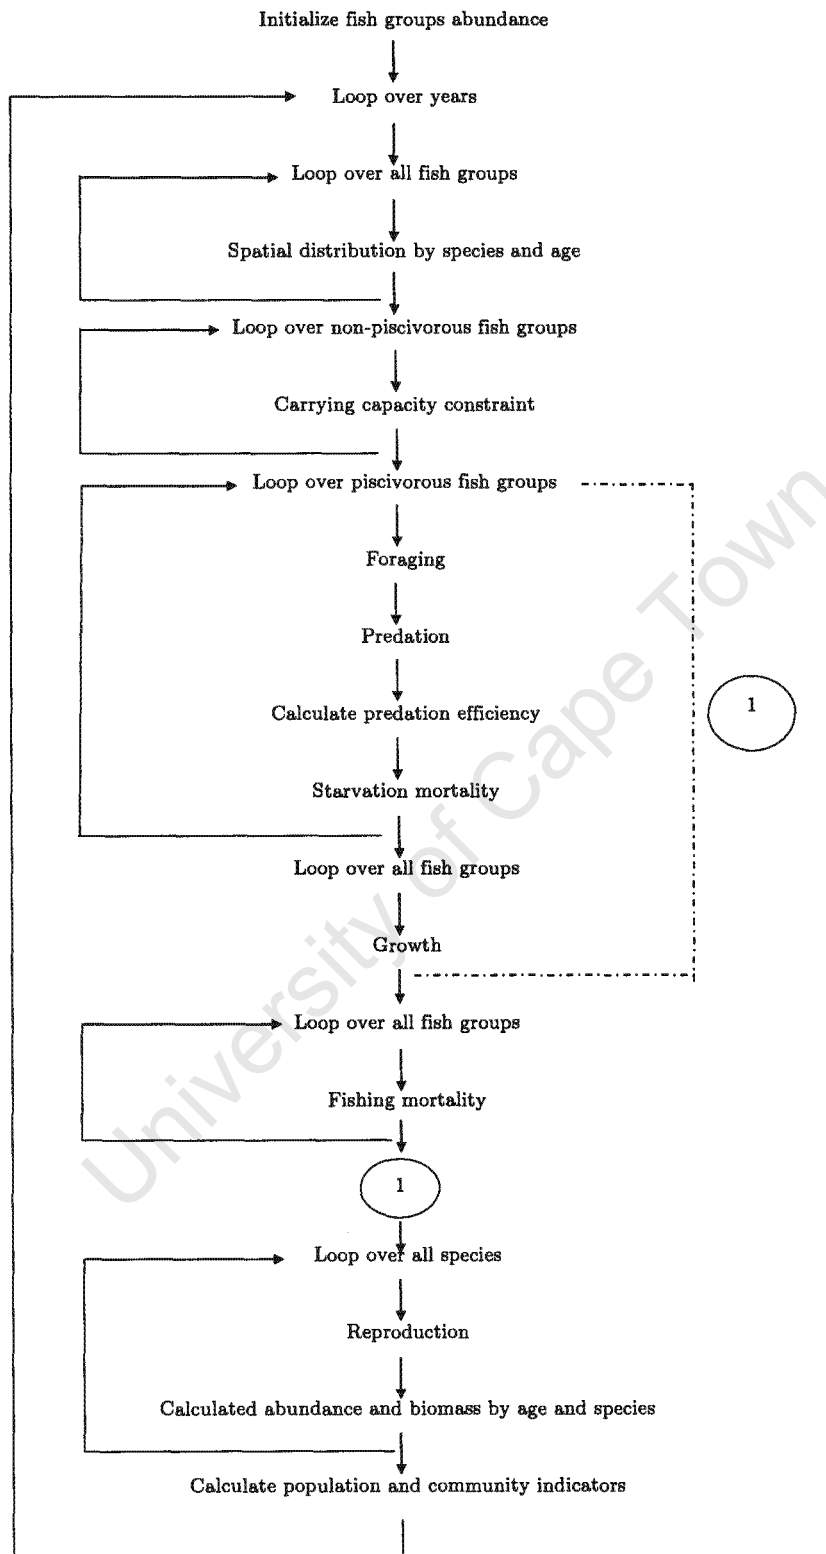 Initialize fish groups abundance
Loop over years
Loop over all fish groups
Spatial distribution by species and age
Loop over non-piscivorous fish groups
Carrying capacity constraint
Loop over piscivorous fish groups
Foraging
Predation
1
Calculate predation efficiency
Starvation mortality
Loop over all fish groups
Growth
Loop over all fish groups
Fishing mortality
1
Loop over all species
Reproduction
Calculated abundance and biomass by age and species
Calculate population and community indicators
University of Cape Town